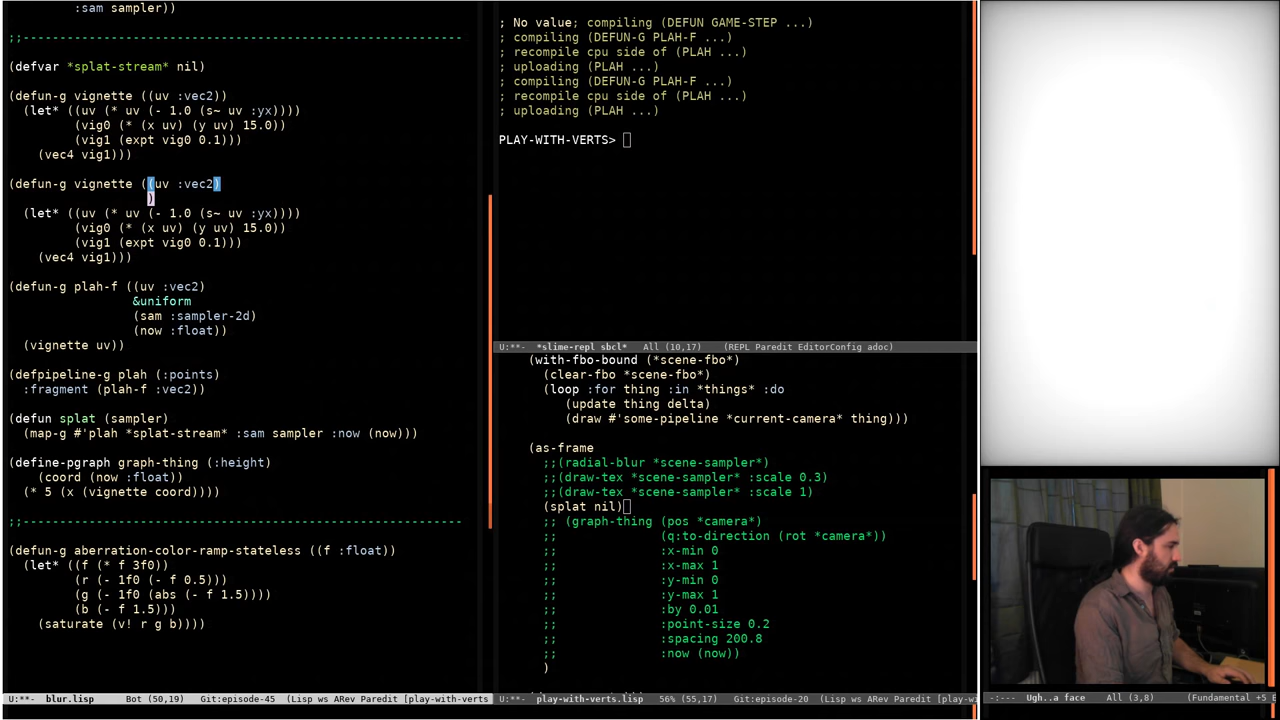 :sam sampler))
;;------------------------------------------------------------
(defvar *splat-stream* nil)
(defun-g vignette ((uv :vec2))
(let* ((uv (* uv (- 1.0 (s~ uv :yx))))
(vig0 (* (x uv) (y uv) 15.0))
(vig1 (expt vig0 0.1)))
(vec4 vig1)))
(defun-g vignette ((uv :vec2)
)
(let* ((uv (* uv (- 1.0 (s~ uv :yx))))
(vig0 (* (x uv) (y uv) 15.0))
(vig1 (expt vig0 0.1)))
(vec4 vig1)))
(defun-g plah-f ((uv :vec2)
&uniform
(sam :sampler-2d)
(now :float))
(vignette uv))
(defpipeline-g plah (:points)
:fragment (plah-f :vec2))
(defun splat (sampler)
(map-g #'plah *splat-stream* :sam sampler :now (now)))
(define-pgraph graph-thing (:height)
(coord (now :float))
(* 5 (x (vignette coord))))
;;------------------------------------------------------------
(defun-g aberration-color-ramp-stateless ((f :float))
(let* ((f (* f 3f0))
(r (- 1f0 (- f 0.5)))
(g (- 1f0 (abs (- f 1.5))))
(b (- f 1.5)))
(saturate (v! r g b))))
U:**-  blur.lisp      Bot (50,19)    Git:episode-45  (Lisp ws ARev Paredit [play-with-verts
; No value; compiling (DEFUN GAME-STEP ...)
; compiling (DEFUN-G PLAH-F ...)
; recompile cpu side of (PLAH ...)
; uploading (PLAH ...)
; compiling (DEFUN-G PLAH-F ...)
; recompile cpu side of (PLAH ...)
; uploading (PLAH ...)
PLAY-WITH-VERTS>
U:**-  *slime-repl sbcl*   All (10,17)    (REPL Paredit EditorConfig adoc)
(with-fbo-bound (*scene-fbo*)
(clear-fbo *scene-fbo*)
(loop :for thing :in *things* :do
(update thing delta)
(draw #'some-pipeline *current-camera* thing)))
(as-frame
;;(radial-blur *scene-sampler*)
;;(draw-tex *scene-sampler* :scale 0.3)
;;(draw-tex *scene-sampler* :scale 1)
(splat nil)
;; (graph-thing (pos *camera*)
;;             (q:to-direction (rot *camera*))
;;             :x-min 0
;;             :x-max 1
;;             :y-min 0
;;             :y-max 1
;;             :by 0.01
;;             :point-size 0.2
;;             :spacing 200.8
;;             :now (now))
)
U:**-  play-with-verts.lisp   56% (55,17)    Git:episode-20  (Lisp ws ARev Paredit [play-wi
-:---  Ugh..a face    All (3,8)      (Fundamental +5 E